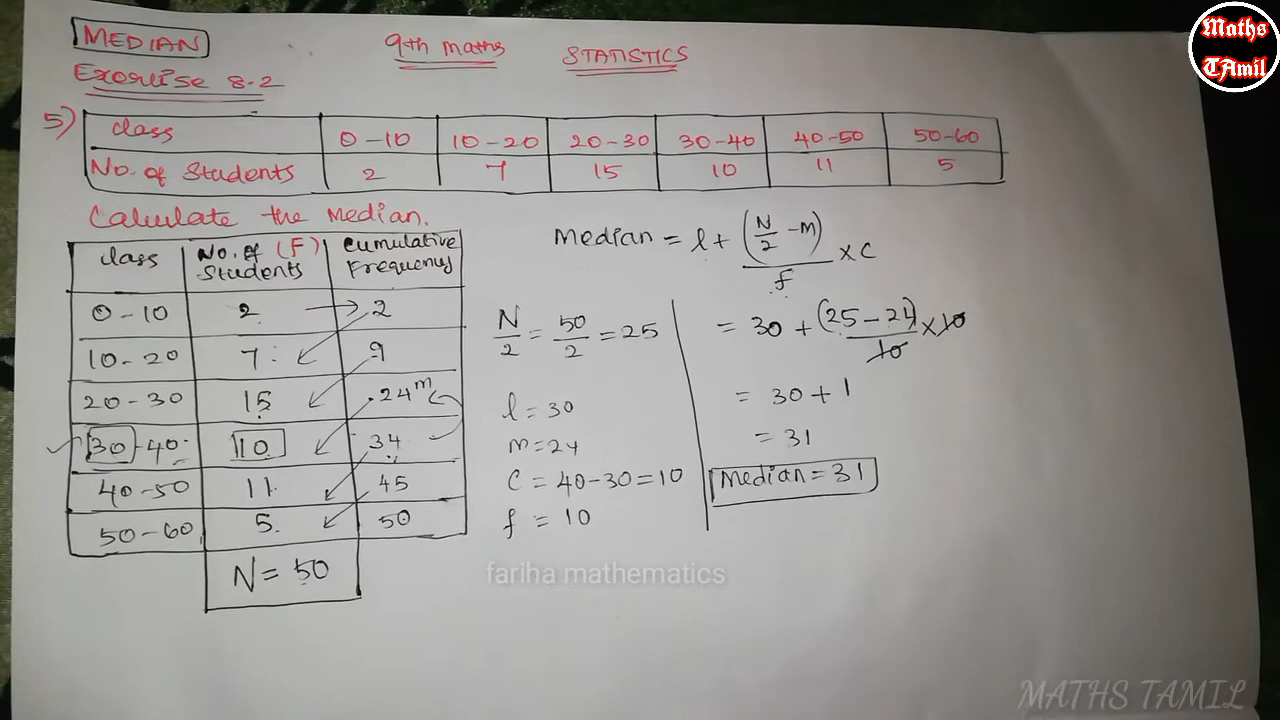 MEDIAN
9th maths STATISTICS
Maths TAmil
Exercise 8.2
5) class 0-10 10-20 20-30 30-40 40-50 50-60
No. of Students 2 7 15 10 11 5
Calculate the Median.
class No. of (F) Students Cumulative Frequency
0-10 2 2
10-20 7 9
20-30 15 24 m
30-40 10 34
40-50 11 45
50-60 5 50
N = 50
Median = l + (N/2 - m)/f × C
N/2 = 50/2 = 25
l = 30
m = 24
C = 40-30 = 10
f = 10
= 30 + (25-24)/10 × 10
= 30 + 1
= 31
Median = 31
fariha mathematics
MATHS TAMIL